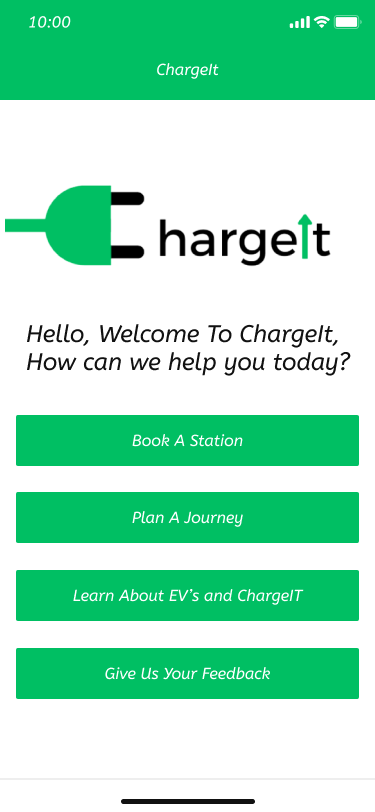 10:00
ChargeIt
hargeIt
Hello, Welcome To ChargeIt,
How can we help you today?
Book A Station
Plan A Journey
Learn About EV’s and ChargeIT
Give Us Your Feedback